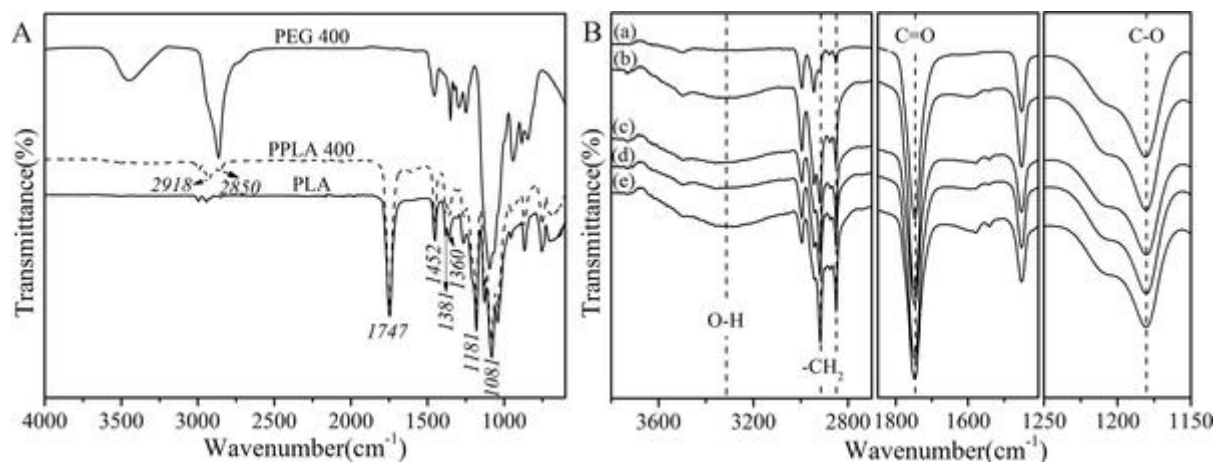 A
PEG 400
PPLA 400
2918
2850
PLA
1747
1452
1381
1360
1181
1081
Transmittance(%)
4000 3500 3000 2500 2000 1500 1000
Wavenumber(cm⁻¹)
B
(a)
(b)
(c)
(d)
(e)
O-H
-CH₂
C=O
C-O
Transmittance(%)
3600 3200 2800 1800 1600 1250 1200 1150
Wavenumber(cm⁻¹)